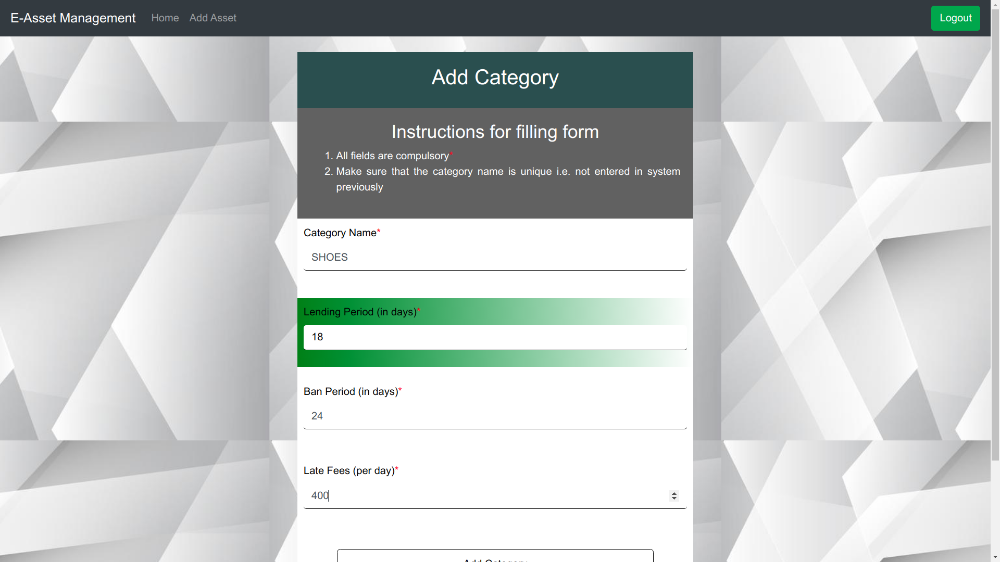 E-Asset Management Home Add Asset Logout
Add Category
Instructions for filling form
1. All fields are compulsory*
2. Make sure that the category name is unique i.e. not entered in system
previously
Category Name*
SHOES
Lending Period (in days)*
18
Ban Period (in days)*
24
Late Fees (per day)*
400
Add Category